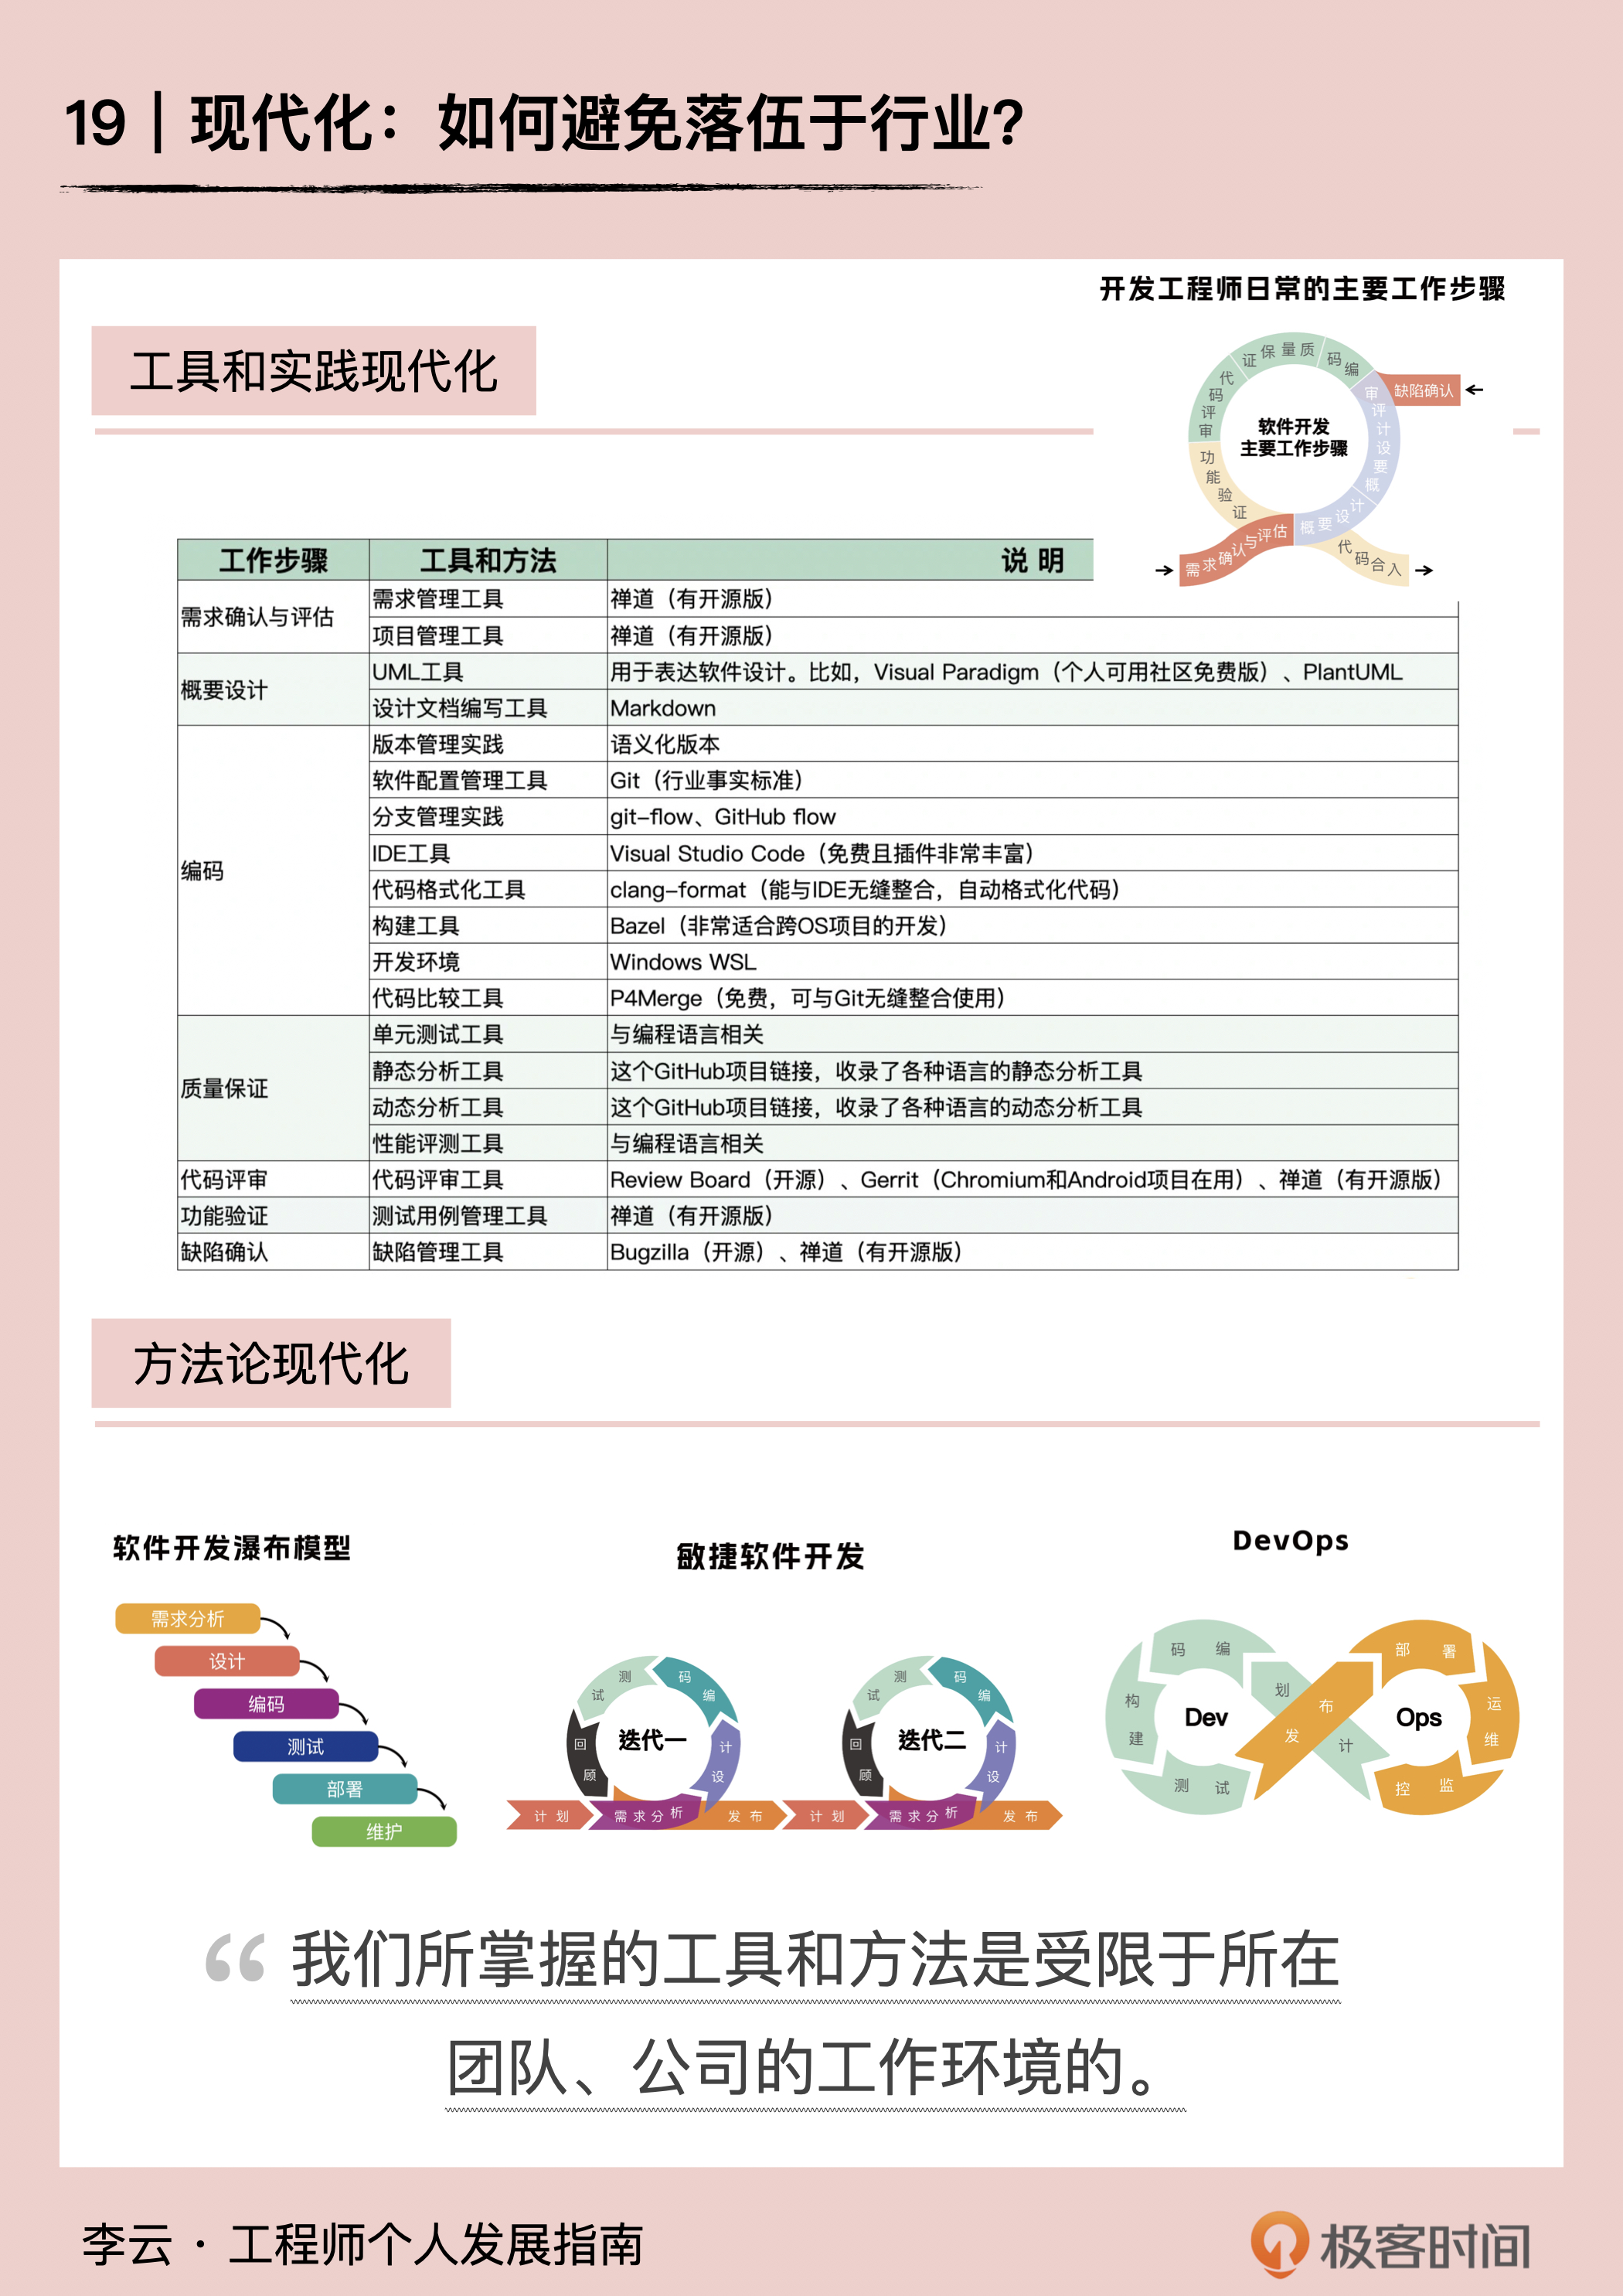 19｜现代化：如何避免落伍于行业？
开发工程师日常的主要工作步骤
工具和实践现代化
软件开发
主要工作步骤
需求确认与评估
概要设计
概要设计评审
编码
质量保证
代码评审
功能验证
代码合入
缺陷确认
工作步骤 工具和方法 说 明
需求确认与评估 需求管理工具 禅道（有开源版）
项目管理工具 禅道（有开源版）
概要设计 UML工具 用于表达软件设计。比如，Visual Paradigm（个人可用社区免费版）、PlantUML
设计文档编写工具 Markdown
编码 版本管理实践 语义化版本
软件配置管理工具 Git（行业事实标准）
分支管理实践 git-flow、GitHub flow
IDE工具 Visual Studio Code（免费且插件非常丰富）
代码格式化工具 clang-format（能与IDE无缝整合，自动格式化代码）
构建工具 Bazel（非常适合跨OS项目的开发）
开发环境 Windows WSL
代码比较工具 P4Merge（免费，可与Git无缝整合使用）
质量保证 单元测试工具 与编程语言相关
静态分析工具 这个GitHub项目链接，收录了各种语言的静态分析工具
动态分析工具 这个GitHub项目链接，收录了各种语言的动态分析工具
性能评测工具 与编程语言相关
代码评审 代码评审工具 Review Board（开源）、Gerrit（Chromium和Android项目在用）、禅道（有开源版）
功能验证 测试用例管理工具 禅道（有开源版）
缺陷确认 缺陷管理工具 Bugzilla（开源）、禅道（有开源版）
方法论现代化
软件开发瀑布模型
需求分析
设计
编码
测试
部署
维护
敏捷软件开发
迭代一
计划
需求分析
设计
编码
测试
回顾
发布
迭代二
计划
需求分析
设计
编码
测试
回顾
发布
DevOps
Dev
计划
编码
构建
测试
Ops
发布
部署
运维
监控
“我们所掌握的工具和方法是受限于所在
团队、公司的工作环境的。
李云 · 工程师个人发展指南
极客时间